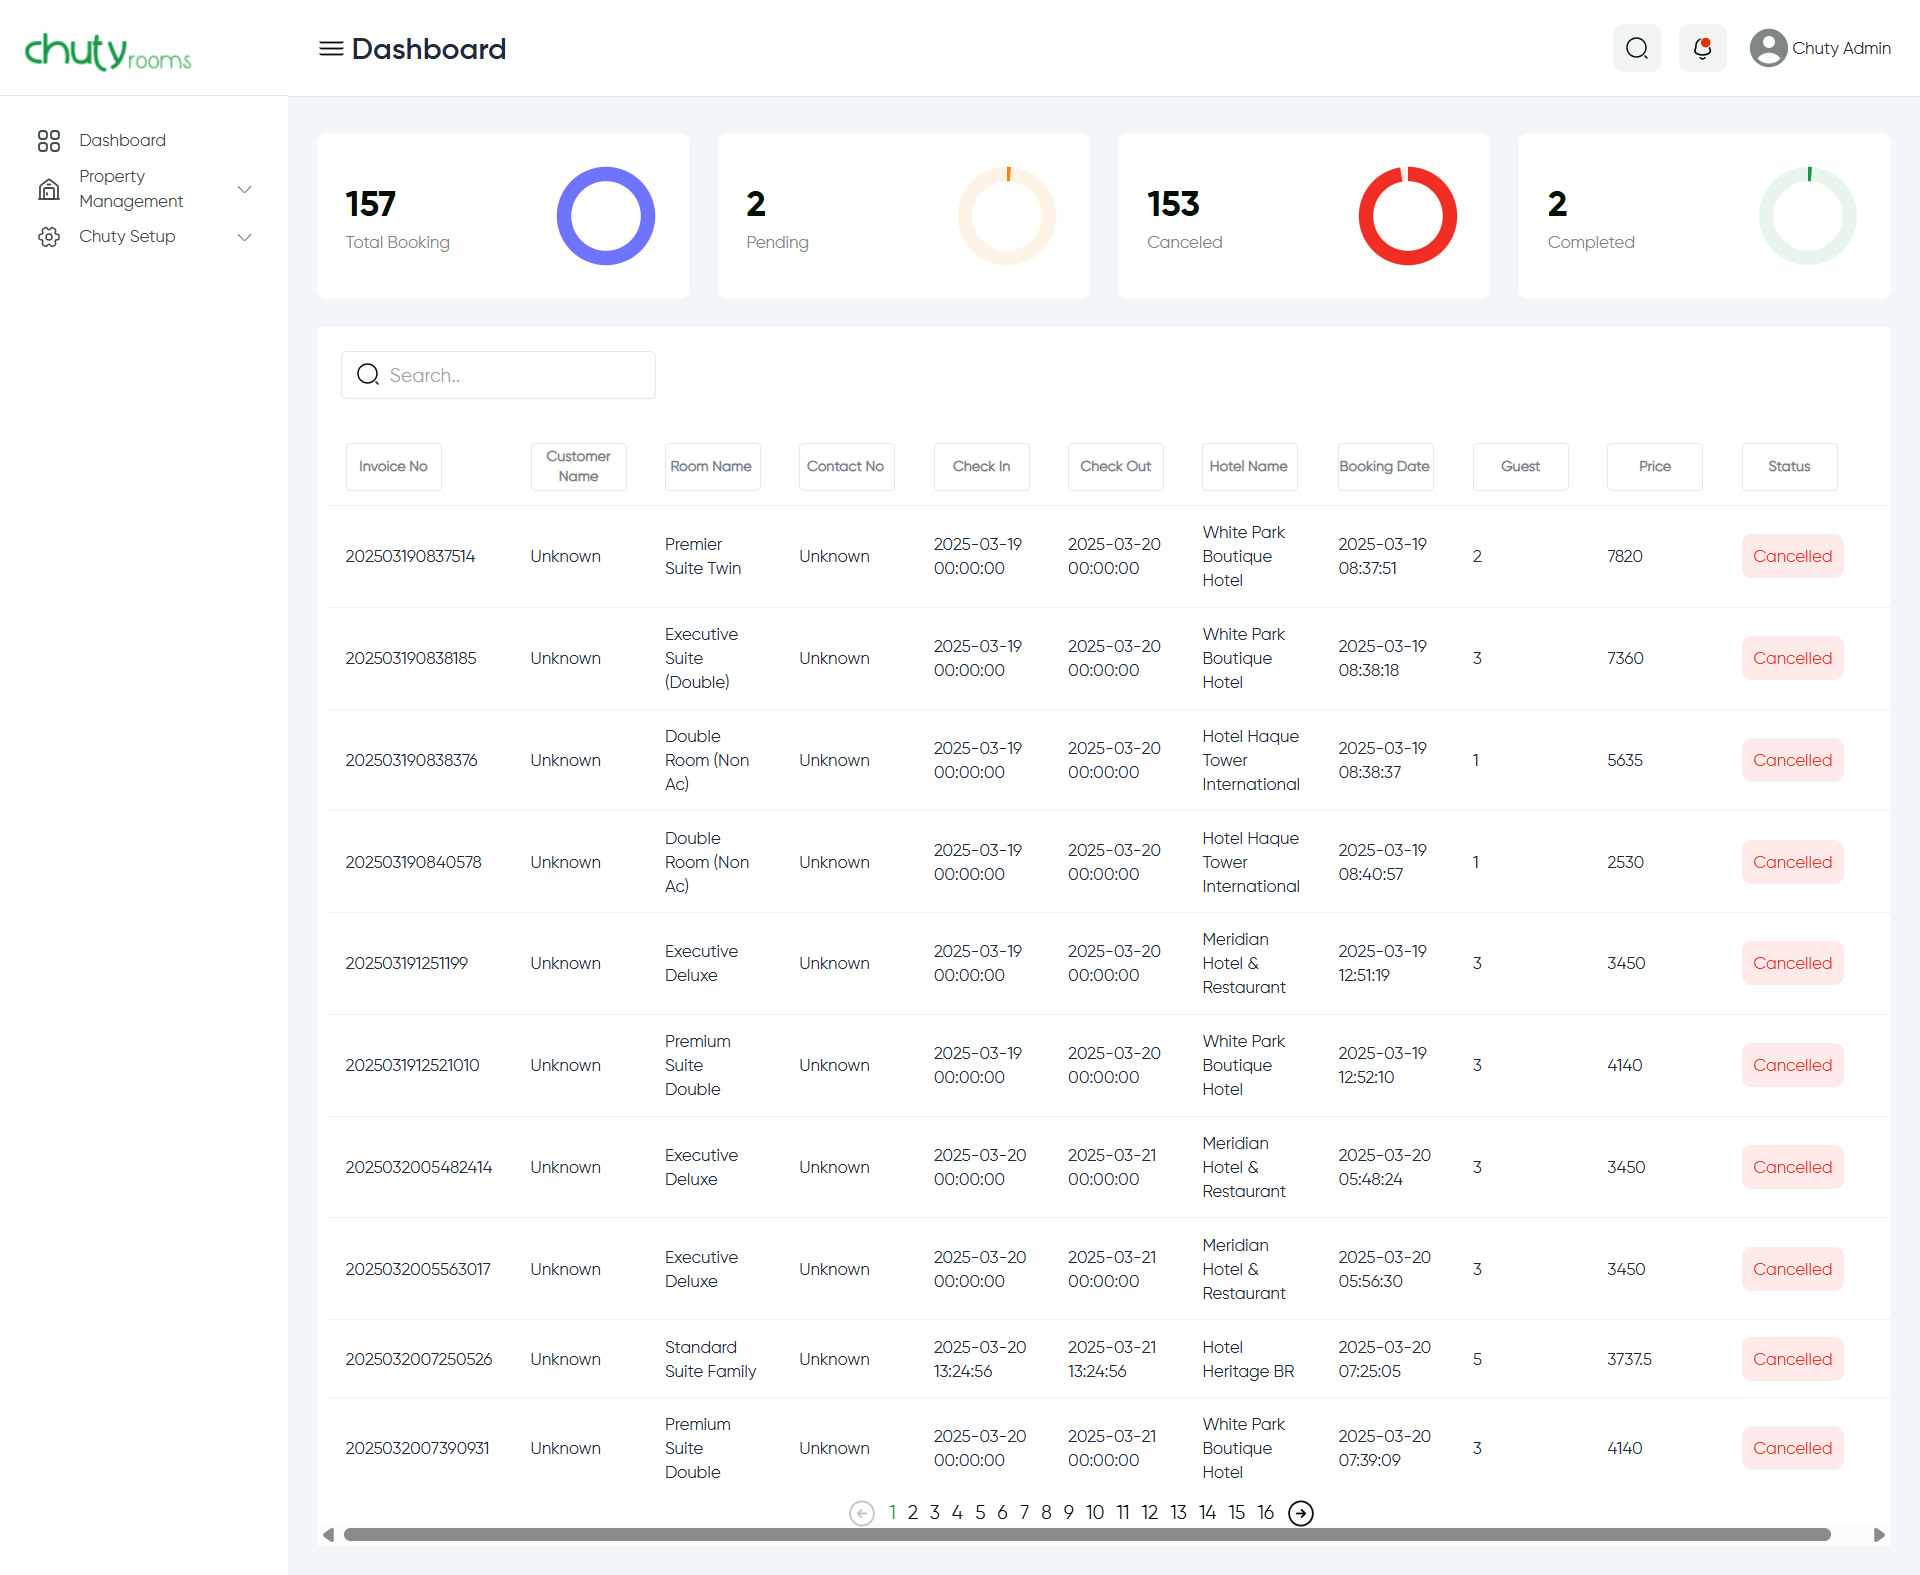 chutyrooms
Dashboard
Chuty Admin
Dashboard
Property
Management
Chuty Setup
157
Total Booking
2
Pending
153
Canceled
2
Completed
Search..
Invoice No Customer Name Room Name Contact No Check In Check Out Hotel Name Booking Date Guest Price Status
202503190837514 Unknown Premier Suite Twin Unknown 2025-03-19 00:00:00 2025-03-20 00:00:00 White Park Boutique Hotel 2025-03-19 08:37:51 2 7820 Cancelled
202503190838185 Unknown Executive Suite (Double) Unknown 2025-03-19 00:00:00 2025-03-20 00:00:00 White Park Boutique Hotel 2025-03-19 08:38:18 3 7360 Cancelled
202503190838376 Unknown Double Room (Non Ac) Unknown 2025-03-19 00:00:00 2025-03-20 00:00:00 Hotel Haque Tower International 2025-03-19 08:38:37 1 5635 Cancelled
202503190840578 Unknown Double Room (Non Ac) Unknown 2025-03-19 00:00:00 2025-03-20 00:00:00 Hotel Haque Tower International 2025-03-19 08:40:57 1 2530 Cancelled
202503191251199 Unknown Executive Deluxe Unknown 2025-03-19 00:00:00 2025-03-20 00:00:00 Meridian Hotel & Restaurant 2025-03-19 12:51:19 3 3450 Cancelled
2025031912521010 Unknown Premium Suite Double Unknown 2025-03-19 00:00:00 2025-03-20 00:00:00 White Park Boutique Hotel 2025-03-19 12:52:10 3 4140 Cancelled
2025032005482414 Unknown Executive Deluxe Unknown 2025-03-20 00:00:00 2025-03-21 00:00:00 Meridian Hotel & Restaurant 2025-03-20 05:48:24 3 3450 Cancelled
2025032005563017 Unknown Executive Deluxe Unknown 2025-03-20 00:00:00 2025-03-21 00:00:00 Meridian Hotel & Restaurant 2025-03-20 05:56:30 3 3450 Cancelled
2025032007250526 Unknown Standard Suite Family Unknown 2025-03-20 13:24:56 2025-03-21 13:24:56 Hotel Heritage BR 2025-03-20 07:25:05 5 3737.5 Cancelled
2025032007390931 Unknown Premium Suite Double Unknown 2025-03-20 00:00:00 2025-03-21 00:00:00 White Park Boutique Hotel 2025-03-20 07:39:09 3 4140 Cancelled
1 2 3 4 5 6 7 8 9 10 11 12 13 14 15 16